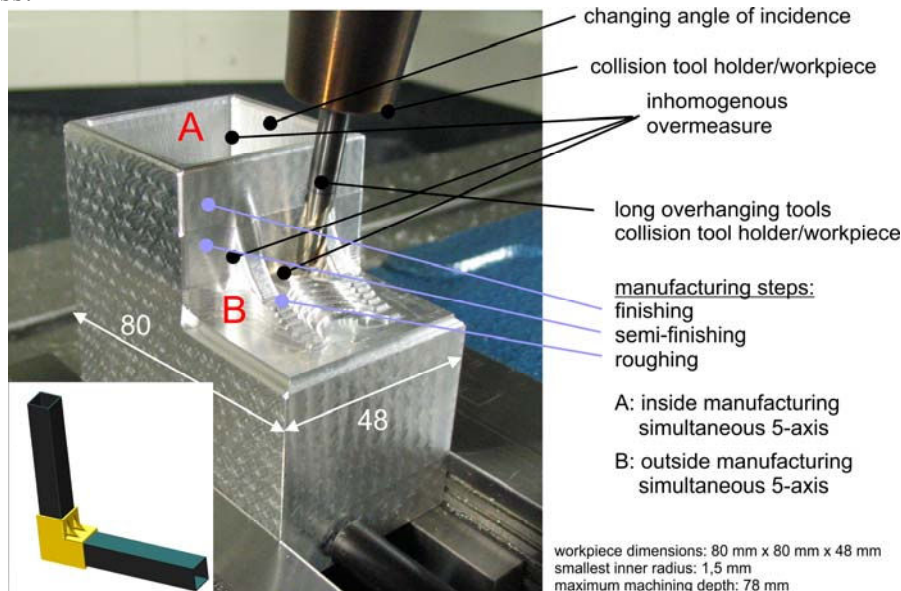 changing angle of incidence
collision tool holder/workpiece
inhomogenous
overmeasure
A
long overhanging tools
collision tool holder/workpiece
manufacturing steps:
finishing
semi-finishing
roughing
B
80
48
A: inside manufacturing
simultaneous 5-axis
B: outside manufacturing
simultaneous 5-axis
workpiece dimensions: 80 mm x 80 mm x 48 mm
smallest inner radius: 1,5 mm
maximum machining depth: 78 mm